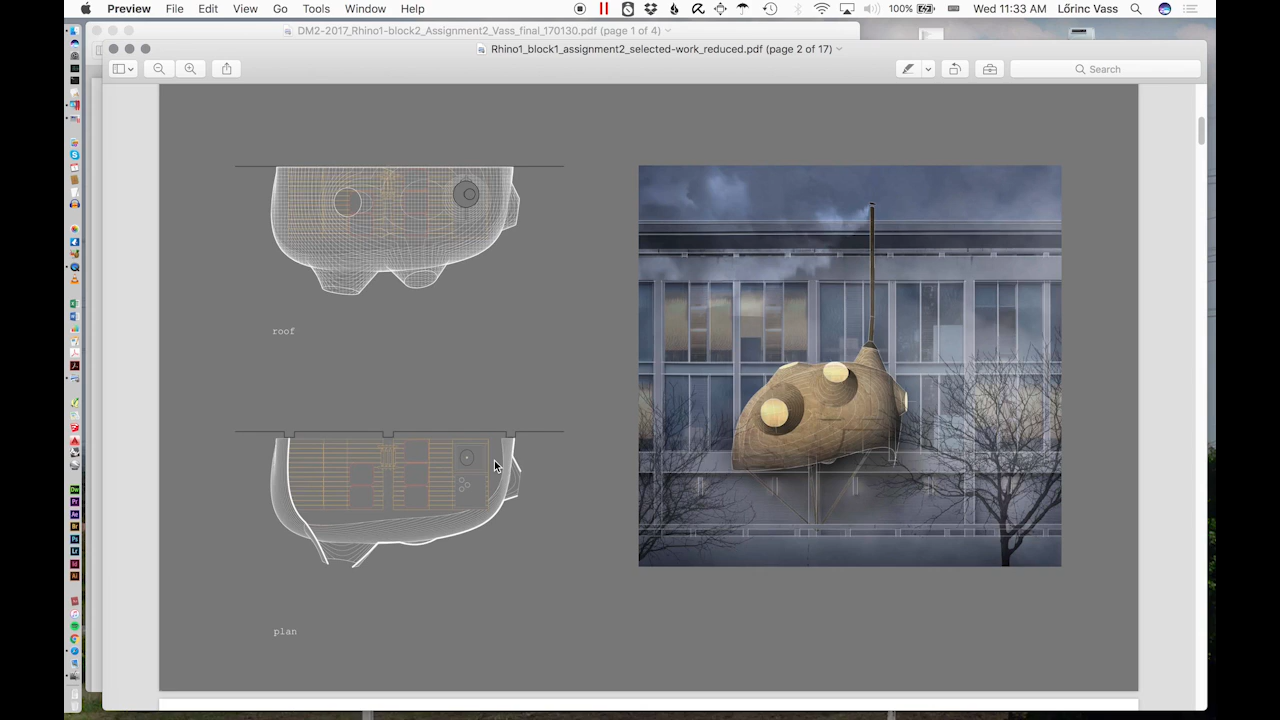 Preview File Edit View Go Tools Window Help 100% Wed 11:33 AM Lőrinc Vass
DM2-2017_Rhino1-block2_Assignment2_Vass_final_170130.pdf (page 1 of 4)
Rhino1_block1_assignment2_selected-work_reduced.pdf (page 2 of 17)
Search
roof
plan